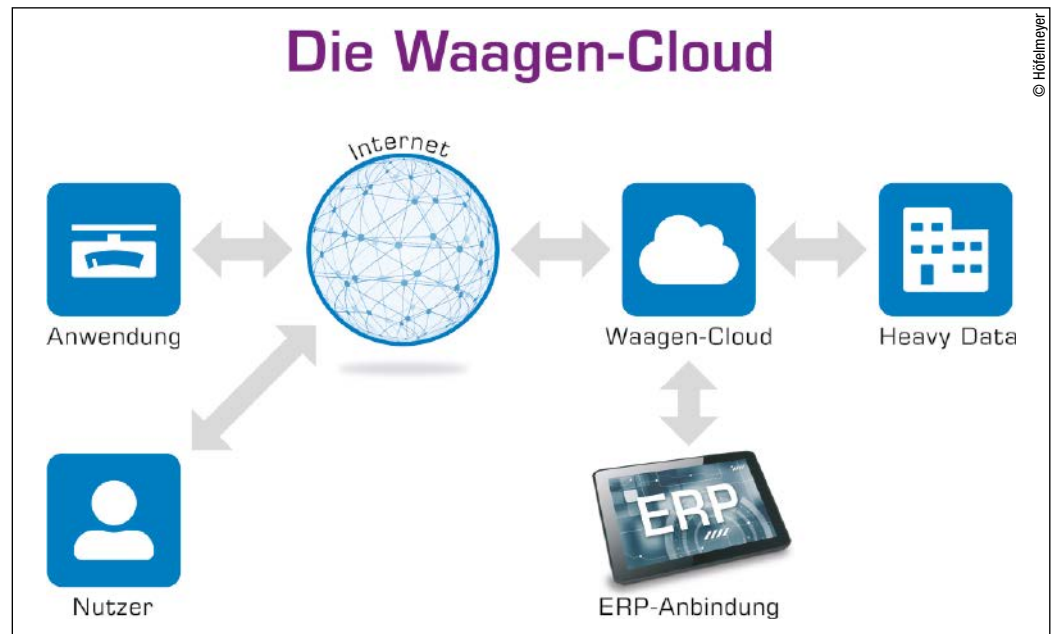 Die Waagen-Cloud
© Höfelmeyer
Internet
Anwendung
Waagen-Cloud
Heavy Data
ERP
Nutzer
ERP-Anbindung